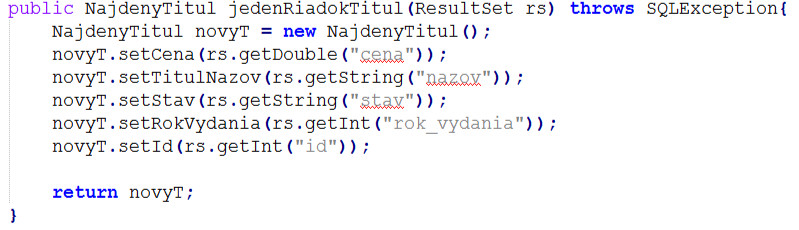 public NajdenyTitul jedenRiadokTitul(ResultSet rs) throws SQLException{
NajdenyTitul novyT = new NajdenyTitul();
novyT.setCena(rs.getDouble("cena"));
novyT.setTitulNazov(rs.getString("nazov"));
novyT.setStav(rs.getString("stav"));
novyT.setRokVydania(rs.getInt("rok_vydania"));
novyT.setId(rs.getInt("id"));
return novyT;
}